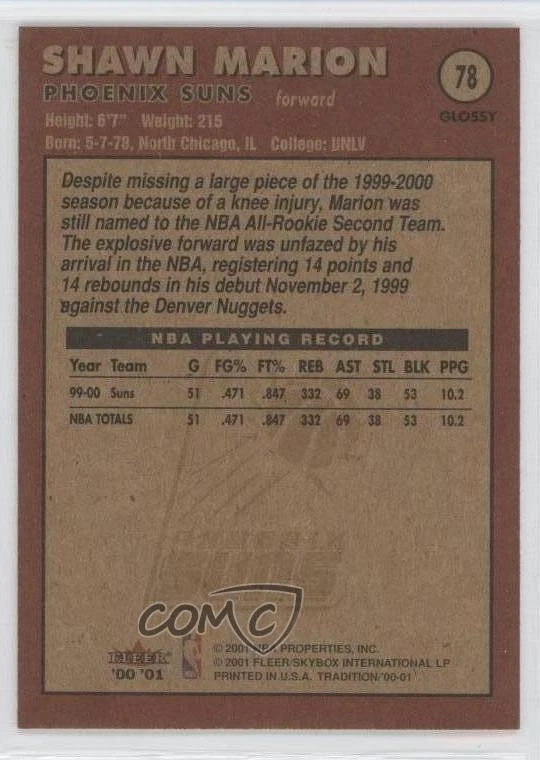 SHAWN MARION
78
PHOENIX SUNS forward
GLOSSY
Height: 6'7" Weight: 215
Born: 5-7-78, North Chicago, IL College: UNLV
Despite missing a large piece of the 1999-2000
season because of a knee injury, Marion was
still named to the NBA All-Rookie Second Team.
The explosive forward was unfazed by his
arrival in the NBA, registering 14 points and
14 rebounds in his debut November 2, 1999
against the Denver Nuggets.
NBA PLAYING RECORD
Year Team G FG% FT% REB AST STL BLK PPG
99-00 Suns 51 .471 .847 332 69 38 53 10.2
NBA TOTALS 51 .471 .847 332 69 38 53 10.2
PHOENIX
SUNS
COMC
FLEER
'00 '01
© 2001 NBA PROPERTIES, INC.
© 2001 FLEER/SKYBOX INTERNATIONAL LP
PRINTED IN U.S.A. TRADITION/'00-01